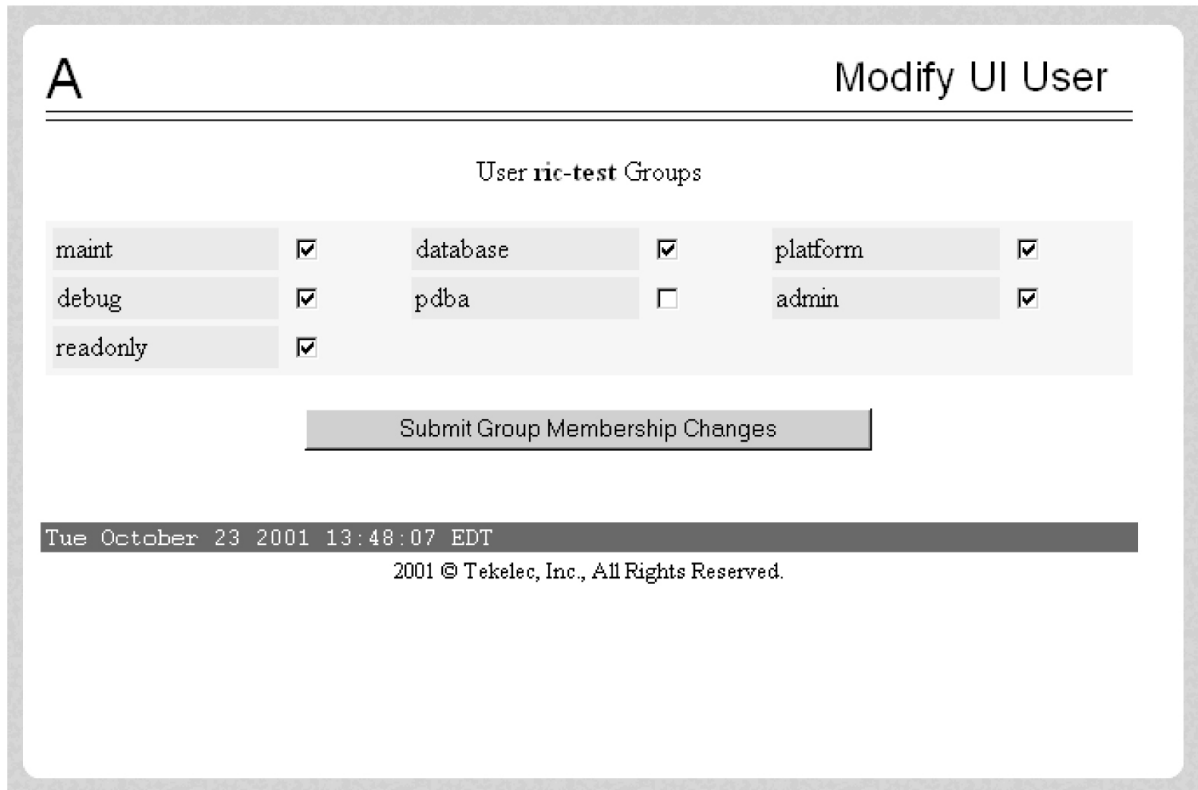 A
Modify UI User
User ric-test Groups
maint database platform
debug pdba admin
readonly
Submit Group Membership Changes
Tue October 23 2001 13:48:07 EDT
2001 © Tekelec, Inc., All Rights Reserved.